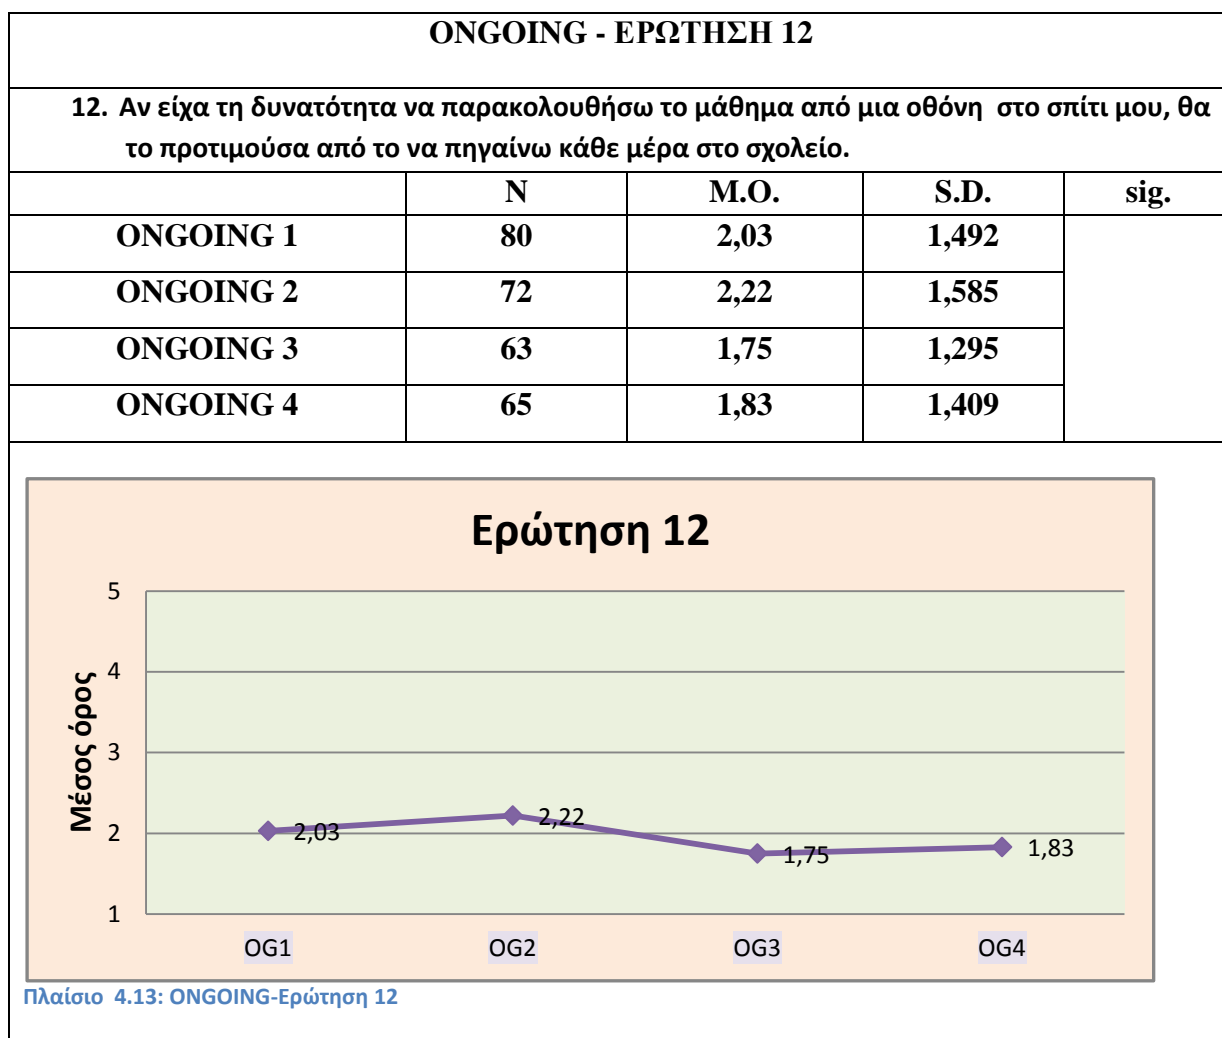 ONGOING - ΕΡΩΤΗΣΗ 12
12. Αν είχα τη δυνατότητα να παρακολουθήσω το μάθημα από μια οθόνη στο σπίτι μου, θα
το προτιμούσα από το να πηγαίνω κάθε μέρα στο σχολείο.
N M.O. S.D. sig.
ONGOING 1 80 2,03 1,492
ONGOING 2 72 2,22 1,585
ONGOING 3 63 1,75 1,295
ONGOING 4 65 1,83 1,409
Ερώτηση 12
Μέσος όρος
5
4
3
2
1
2,03
2,22
1,75
1,83
OG1 OG2 OG3 OG4
Πλαίσιο 4.13: ONGOING-Ερώτηση 12